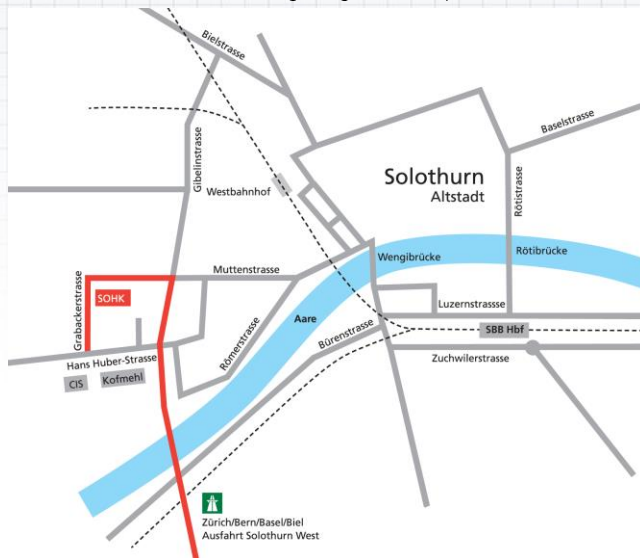 Bielstrasse
Baselstrasse
Gibelinstrasse
Westbahnhof
Solothurn
Altstadt
Rötistrasse
Wengibrücke
Rötibrücke
Grabackerstrasse
SOHK
Muttenstrasse
Luzernstrassse
Aare
SBB Hbf
Römerstrasse
Bürenstrasse
Zuchwilerstrasse
Hans Huber-Strasse
CIS
Kofmehl
Zürich/Bern/Basel/Biel
Ausfahrt Solothurn West